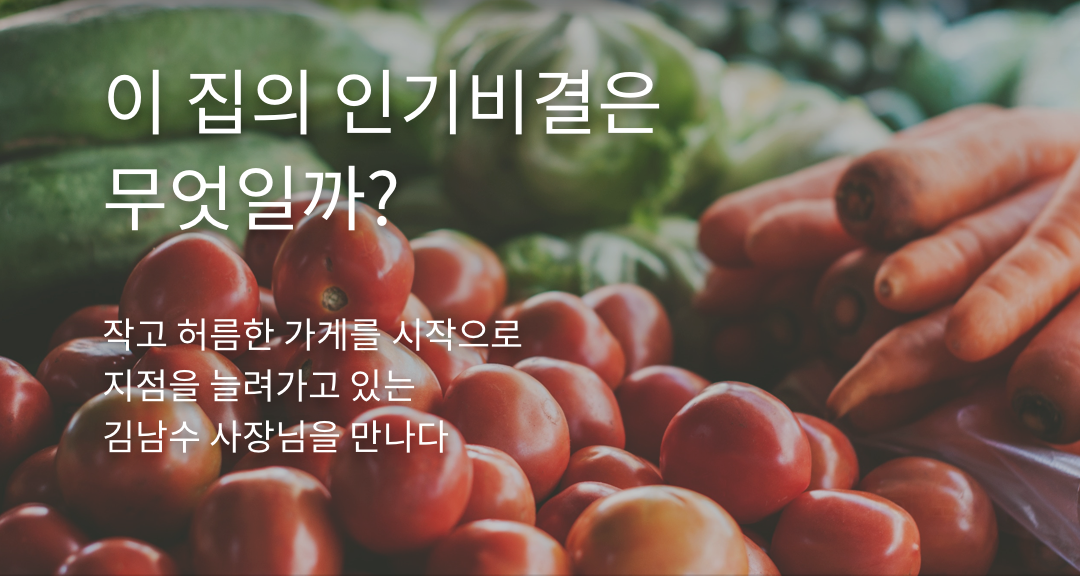 이 집의 인기비결은
무엇일까?
작고 허름한 가게를 시작으로
지점을 늘려가고 있는
김남수 사장님을 만나다